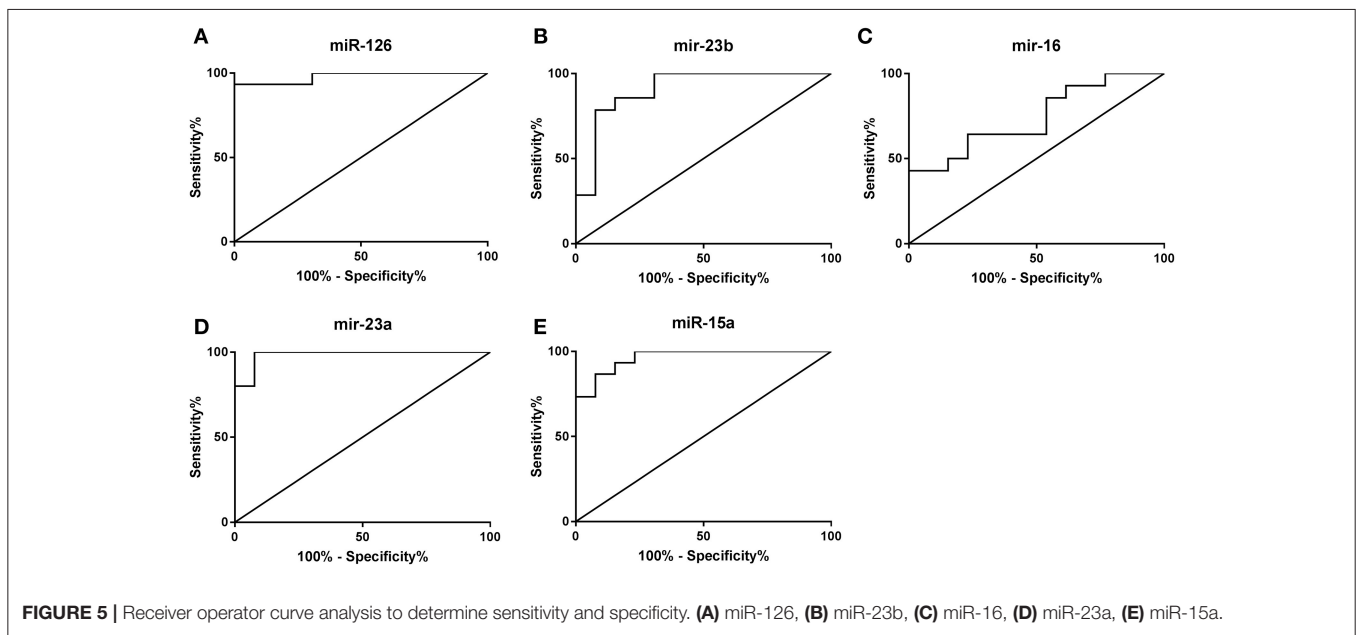 A
miR-126
100
50
0
Sensitivity%
0
50
100
100% - Specificity%
B
mir-23b
100
50
0
Sensitivity%
0
50
100
100% - Specificity%
C
mir-16
100
50
0
Sensitivity%
0
50
100
100% - Specificity%
D
mir-23a
100
50
0
Sensitivity%
0
50
100
100% - Specificity%
E
miR-15a
100
50
0
Sensitivity%
0
50
100
100% - Specificity%
FIGURE 5 | Receiver operator curve analysis to determine sensitivity and specificity. (A) miR-126, (B) miR-23b, (C) miR-16, (D) miR-23a, (E) miR-15a.